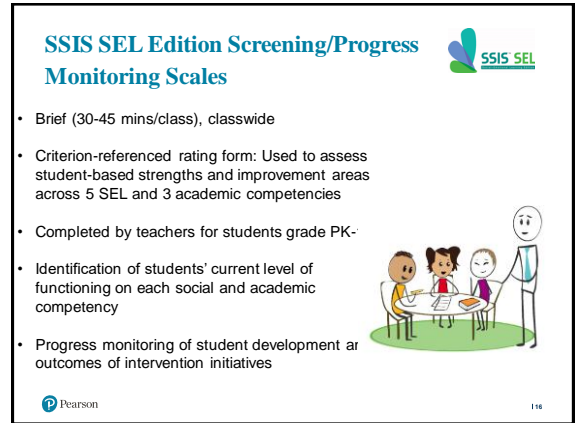 SSIS SEL Edition Screening/Progress
Monitoring Scales
SSIS SEL
• Brief (30-45 mins/class), classwide
• Criterion-referenced rating form: Used to assess
student-based strengths and improvement areas
across 5 SEL and 3 academic competencies
• Completed by teachers for students grade PK-
• Identification of students' current level of
functioning on each social and academic
competency
• Progress monitoring of student development
outcomes of intervention initiatives
Pearson
16